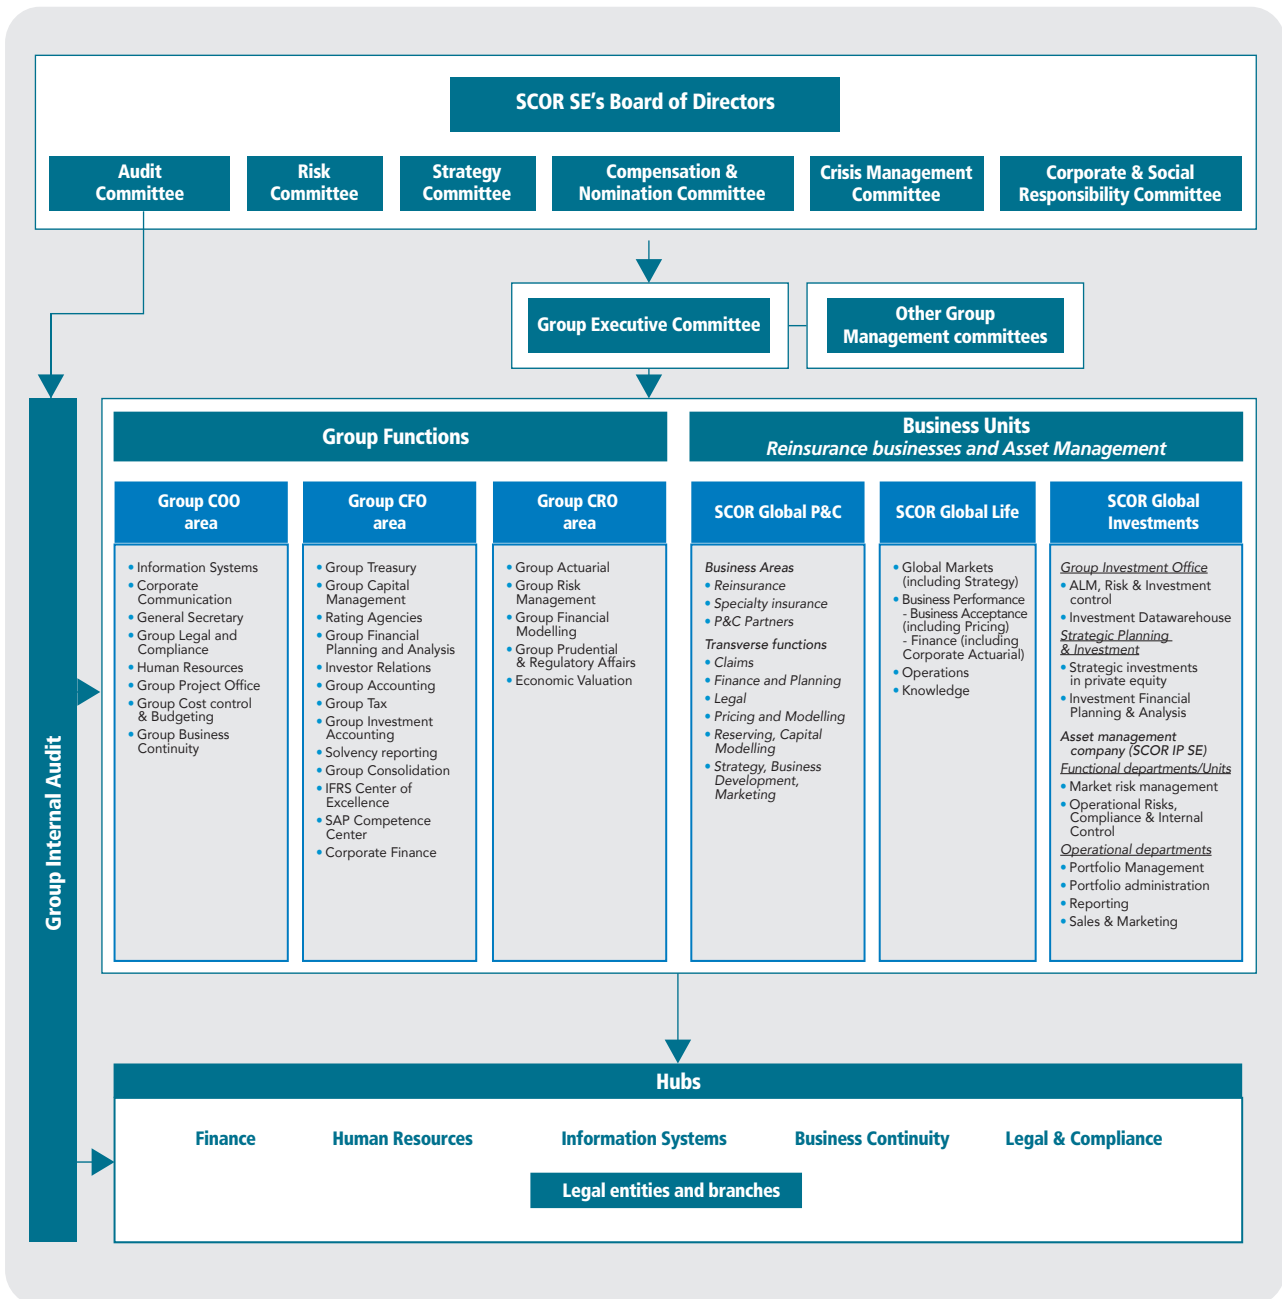 SCOR SE's Board of Directors
Audit
Committee
Risk
Committee
Strategy
Committee
Compensation &
Nomination Committee
Crisis Management
Committee
Corporate & Social
Responsibility Committee
Group Executive Committee
Other Group
Management committees
Group Internal Audit
Group Functions
Business Units
Reinsurance businesses and Asset Management
Group COO
area
• Information Systems
• Corporate
Communication
• General Secretary
• Group Legal and
Compliance
• Human Resources
• Group Project Office
• Group Cost control
& Budgeting
• Group Business
Continuity
Group CFO
area
• Group Treasury
• Group Capital
Management
• Rating Agencies
• Group Financial
Planning and Analysis
• Investor Relations
• Group Accounting
• Group Tax
• Group Investment
Accounting
• Solvency reporting
• Group Consolidation
• IFRS Center of
Excellence
• SAP Competence
Center
• Corporate Finance
Group CRO
area
• Group Actuarial
• Group Risk
Management
• Group Financial
Modelling
• Group Prudential
& Regulatory Affairs
• Economic Valuation
SCOR Global P&C
Business Areas
• Reinsurance
• Specialty insurance
• P&C Partners
Transverse functions
• Claims
• Finance and Planning
• Legal
• Pricing and Modelling
• Reserving, Capital
Modelling
• Strategy, Business
Development,
Marketing
SCOR Global Life
• Global Markets
(including Strategy)
• Business Performance
- Business Acceptance
(including Pricing)
- Finance (including
Corporate Actuarial)
• Operations
• Knowledge
SCOR Global
Investments
Group Investment Office
• ALM, Risk & Investment
control
• Investment Datawarehouse
Strategic Planning
& Investment
• Strategic investments
in private equity
• Investment Financial
Planning & Analysis
Asset management
company (SCOR IP SE)
Functional departments/Units
• Market risk management
• Operational Risks,
Compliance & Internal
Control
Operational departments
• Portfolio Management
• Portfolio administration
• Reporting
• Sales & Marketing
Hubs
Finance
Human Resources
Information Systems
Business Continuity
Legal & Compliance
Legal entities and branches